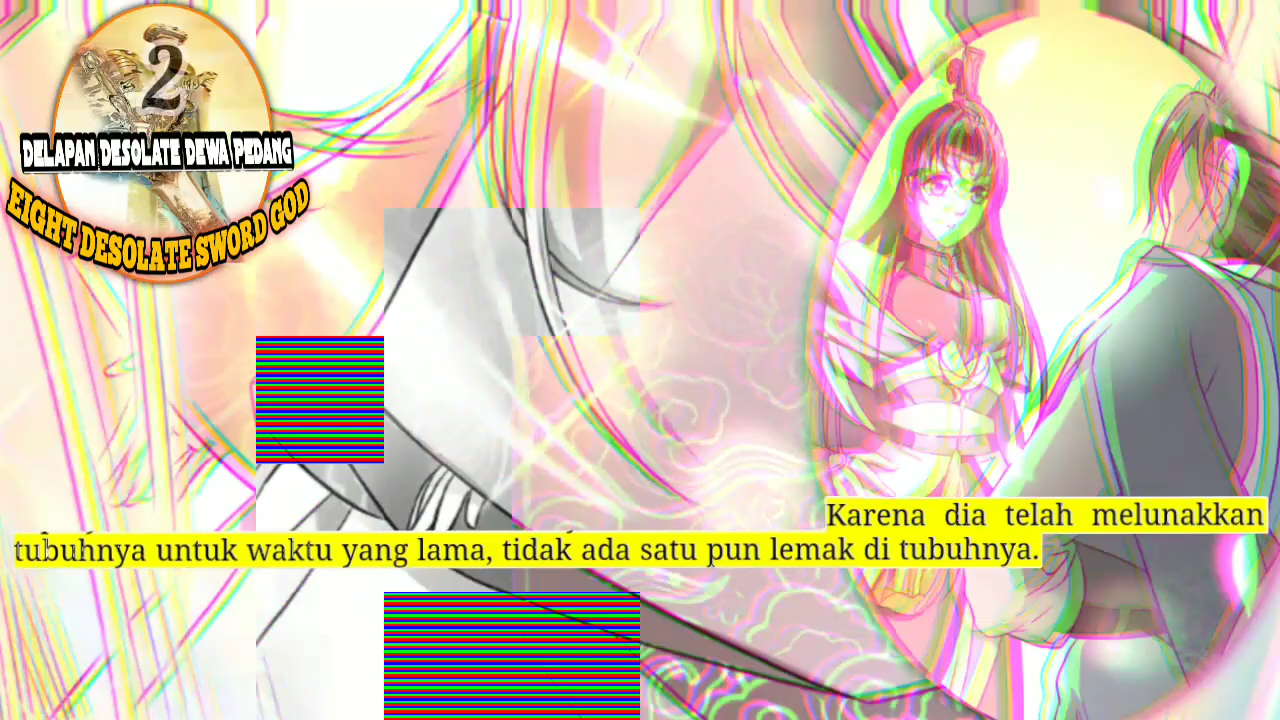 2
DELAPAN DESOLATE DEWA PEDANG
EIGHT DESOLATE SWORD GOD
Karena dia telah melunakkan
tubuhnya untuk waktu yang lama, tidak ada satu pun lemak di tubuhnya.